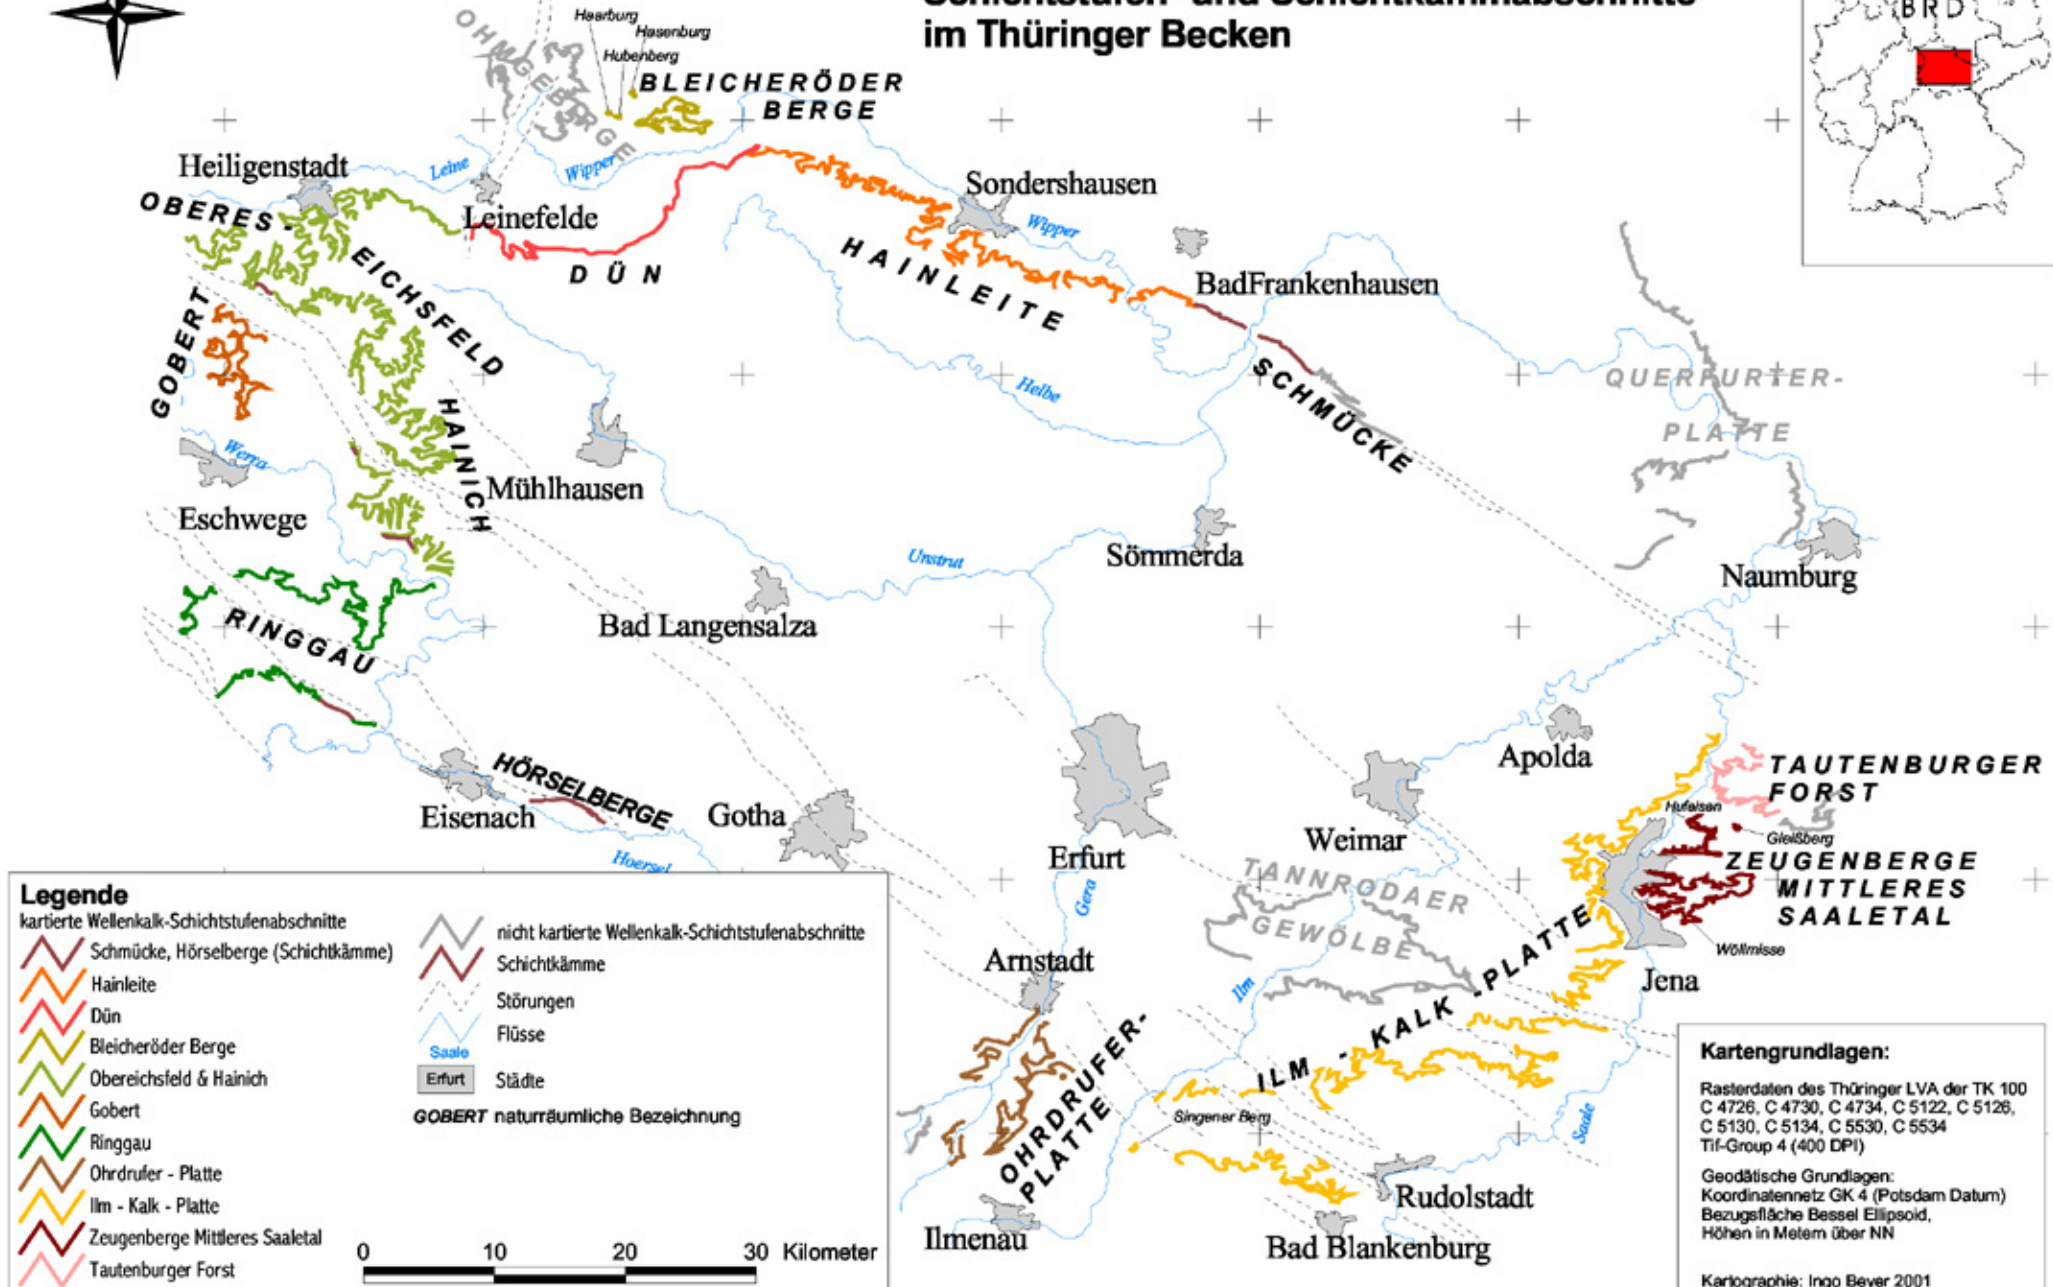 im Thüringer Becken
BRD
OHMGEBERGE
Haarburg
Hasenburg
Hubenberg
BLEICHERÖDER
BERGE
Heiligenstadt
Leine
Wipper
Sondershausen
OBERES-
Leinefelde
Wipper
EICHSFELD
DÜN
HAINLEITE
BadFrankenhausen
GOBERT
SCHMÜCKE
QUERFURTER-
PLATTE
Helbe
HAINICH
Werra
Mühlhausen
Eschwege
Unstrut
Sömmerda
Naumburg
RINGGAU
Bad Langensalza
Apolda
TAUTENBURGER
FORST
HÖRSELBERGE
Eisenach
Gotha
Hufeisen
Gleißberg
Weimar
Erfurt
Hoersel
ZEUGENBERGE
MITTLERES
SAALETAL
TANNRODAER
GEWÖLBE
Gera
Wöllmisse
Arnstadt
Ilm
Jena
ILM - KALK - PLATTE
OHRDRUFER-
PLATTE
Singener Berg
Saale
Rudolstadt
Ilmenau
Bad Blankenburg
Legende
kartierte Wellenkalk-Schichtstufenabschnitte
Schmücke, Hörselberge (Schichtkämme)
Hainleite
Dün
Bleicheröder Berge
Obereichsfeld & Hainich
Gobert
Ringgau
Ohrdrufer - Platte
Ilm - Kalk - Platte
Zeugenberge Mittleres Saaletal
Tautenburger Forst
nicht kartierte Wellenkalk-Schichtstufenabschnitte
Schichtkämme
Störungen
Flüsse
Saale
Erfurt Städte
GOBERT naturräumliche Bezeichnung
0 10 20 30 Kilometer
Kartengrundlagen:
Rasterdaten des Thüringer LVA der TK 100
C 4726, C 4730, C 4734, C 5122, C 5126,
C 5130, C 5134, C 5530, C 5534
Tif-Group 4 (400 DPI)
Geodätische Grundlagen:
Koordinatennetz GK 4 (Potsdam Datum)
Bezugsfläche Bessel Ellipsoid,
Höhen in Metern über NN
Kartographie: Ingo Beyer 2001